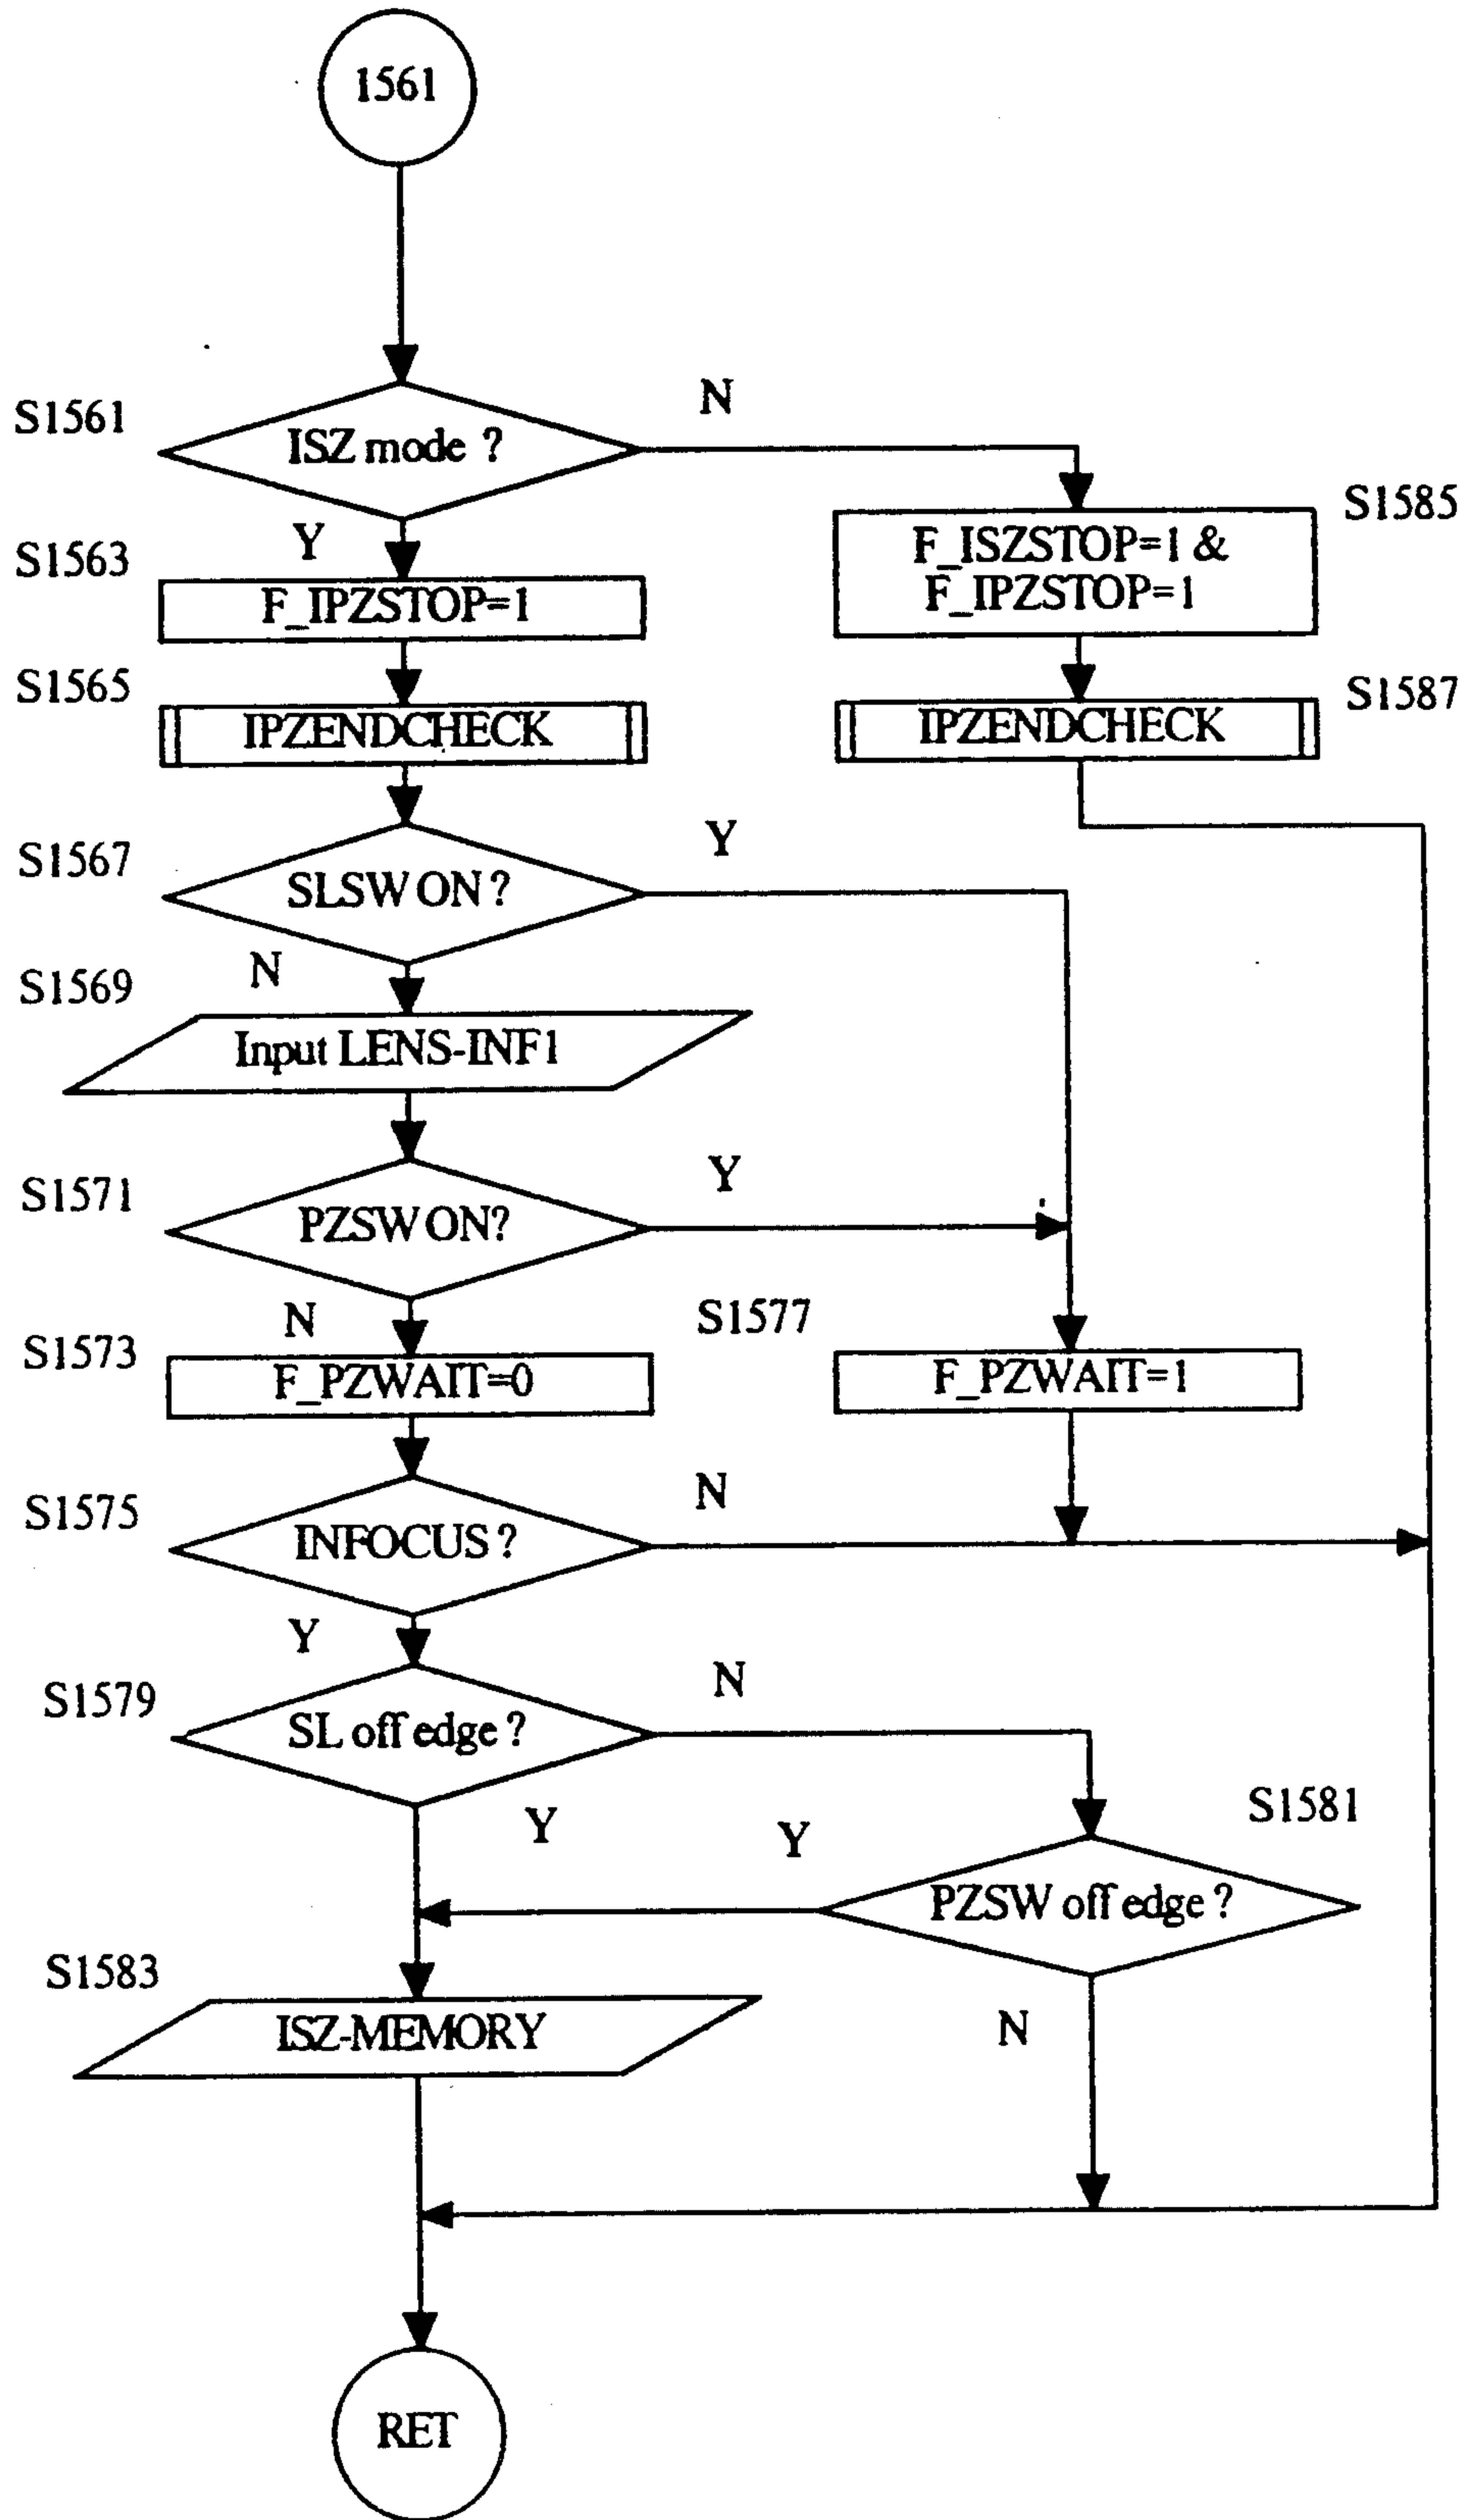 1561
S1561
ISZ mode ?
N
Y
S1563
F_IPZSTOP=1
S1585
F_ISZSTOP=1 &
F_IPZSTOP=1
S1565
IPZENDCHECK
S1587
IPZENDCHECK
S1567
SLSW ON ?
Y
N
S1569
Input LENS-INF1
S1571
PZSW ON?
Y
N
S1573
F_PZWAIT=0
S1577
F_PZWAIT=1
S1575
INFOCUS ?
N
Y
S1579
SL off edge ?
N
Y
S1581
PZSW off edge ?
Y
N
S1583
ISZ-MEMORY
RET